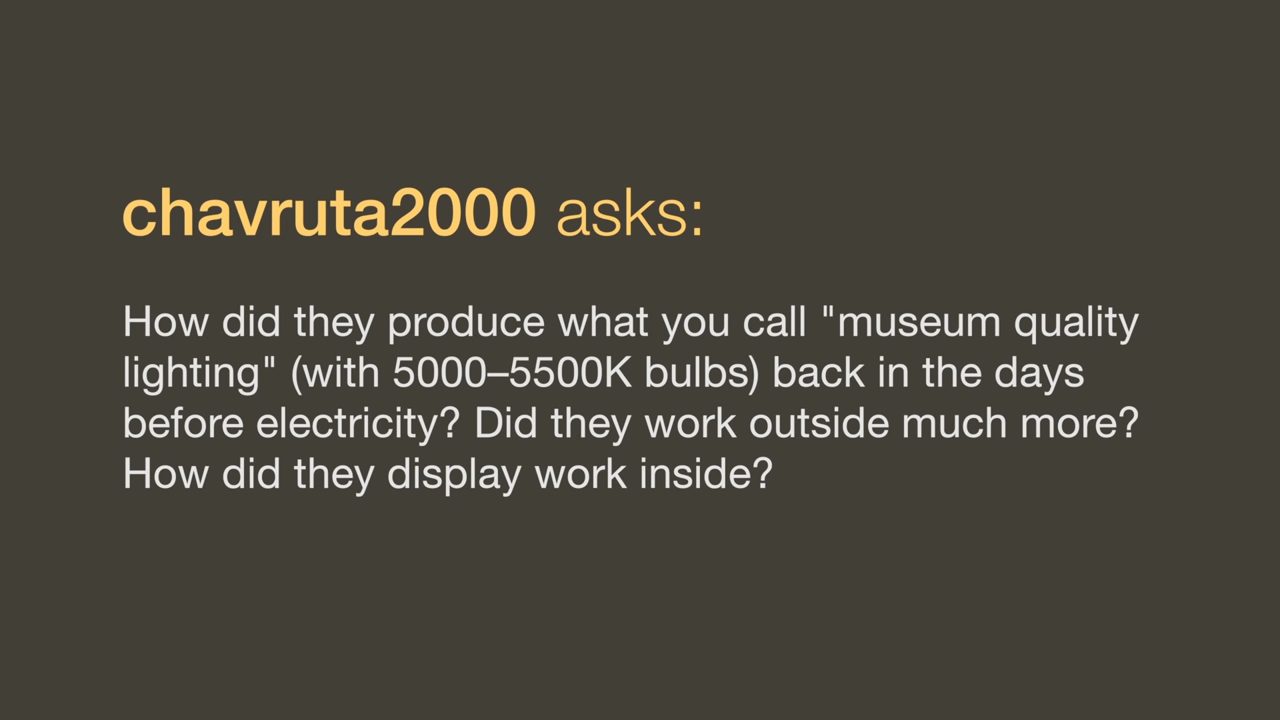 chavruta2000 asks:
How did they produce what you call "museum quality
lighting" (with 5000–5500K bulbs) back in the days
before electricity? Did they work outside much more?
How did they display work inside?